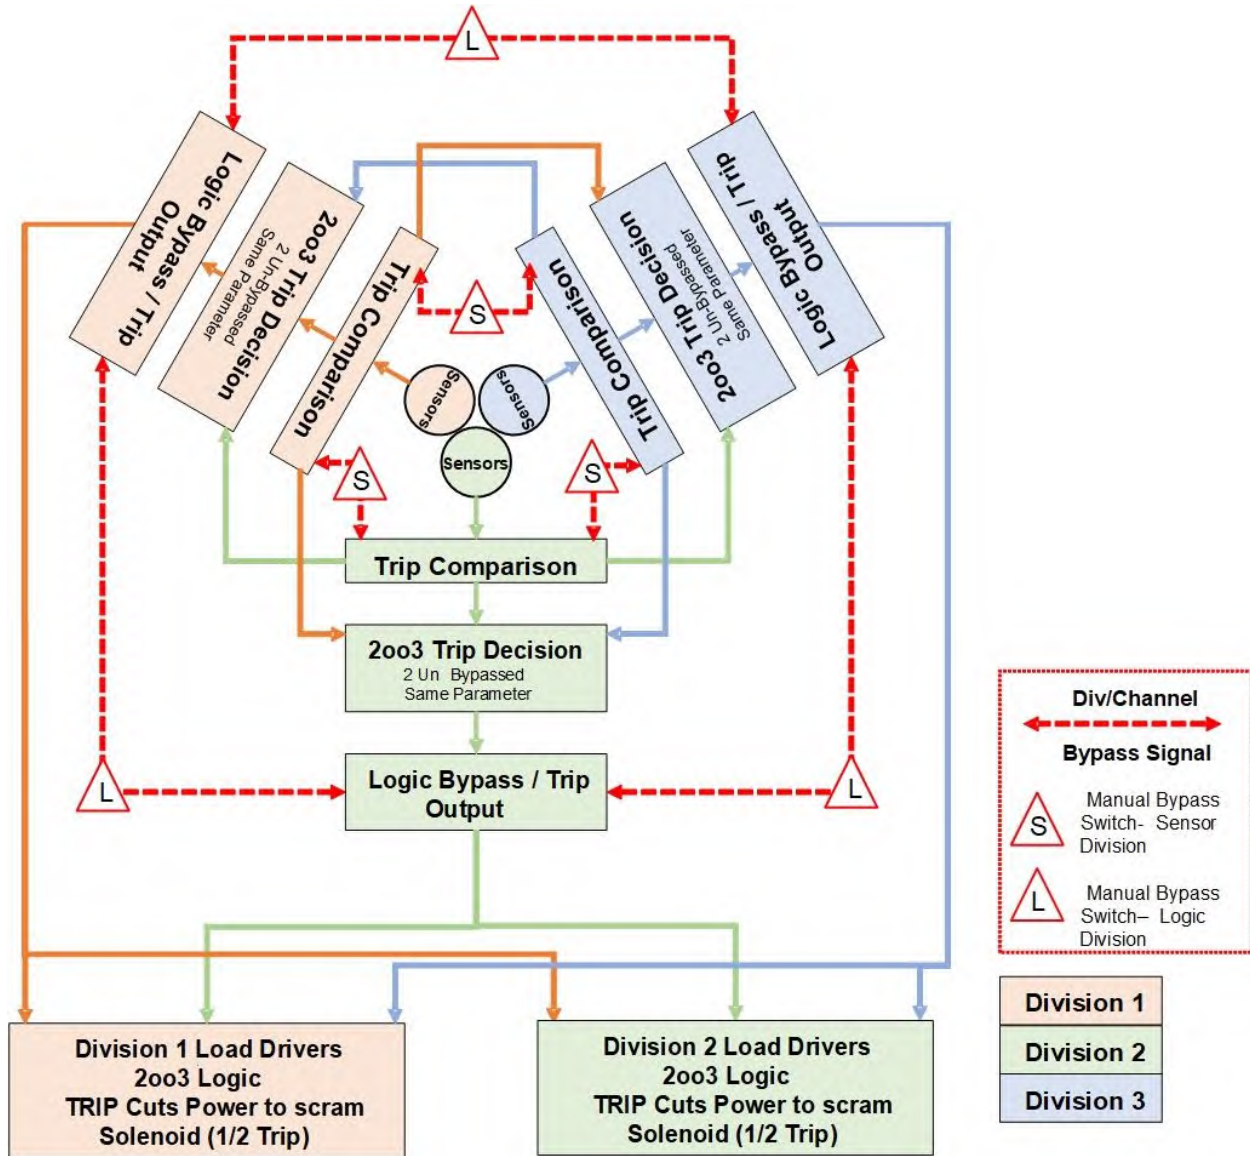 L
Logic Bypass / Trip
Output
2oo3 Trip Decision
2 Un-Bypassed
Same Parameter
Trip Comparison
S
Trip Comparison
2oo3 Trip Decision
2 Un-Bypassed
Same Parameter
Logic Bypass / Trip
Output
Sensors
Sensors
Sensors
S
S
Trip Comparison
2oo3 Trip Decision
2 Un Bypassed
Same Parameter
Logic Bypass / Trip
Output
L
L
Div/Channel
Bypass Signal
S
Manual Bypass
Switch- Sensor
Division
L
Manual Bypass
Switch– Logic
Division
Division 1
Division 2
Division 3
Division 1 Load Drivers
2oo3 Logic
TRIP Cuts Power to scram
Solenoid (1/2 Trip)
Division 2 Load Drivers
2oo3 Logic
TRIP Cuts Power to scram
Solenoid (1/2 Trip)